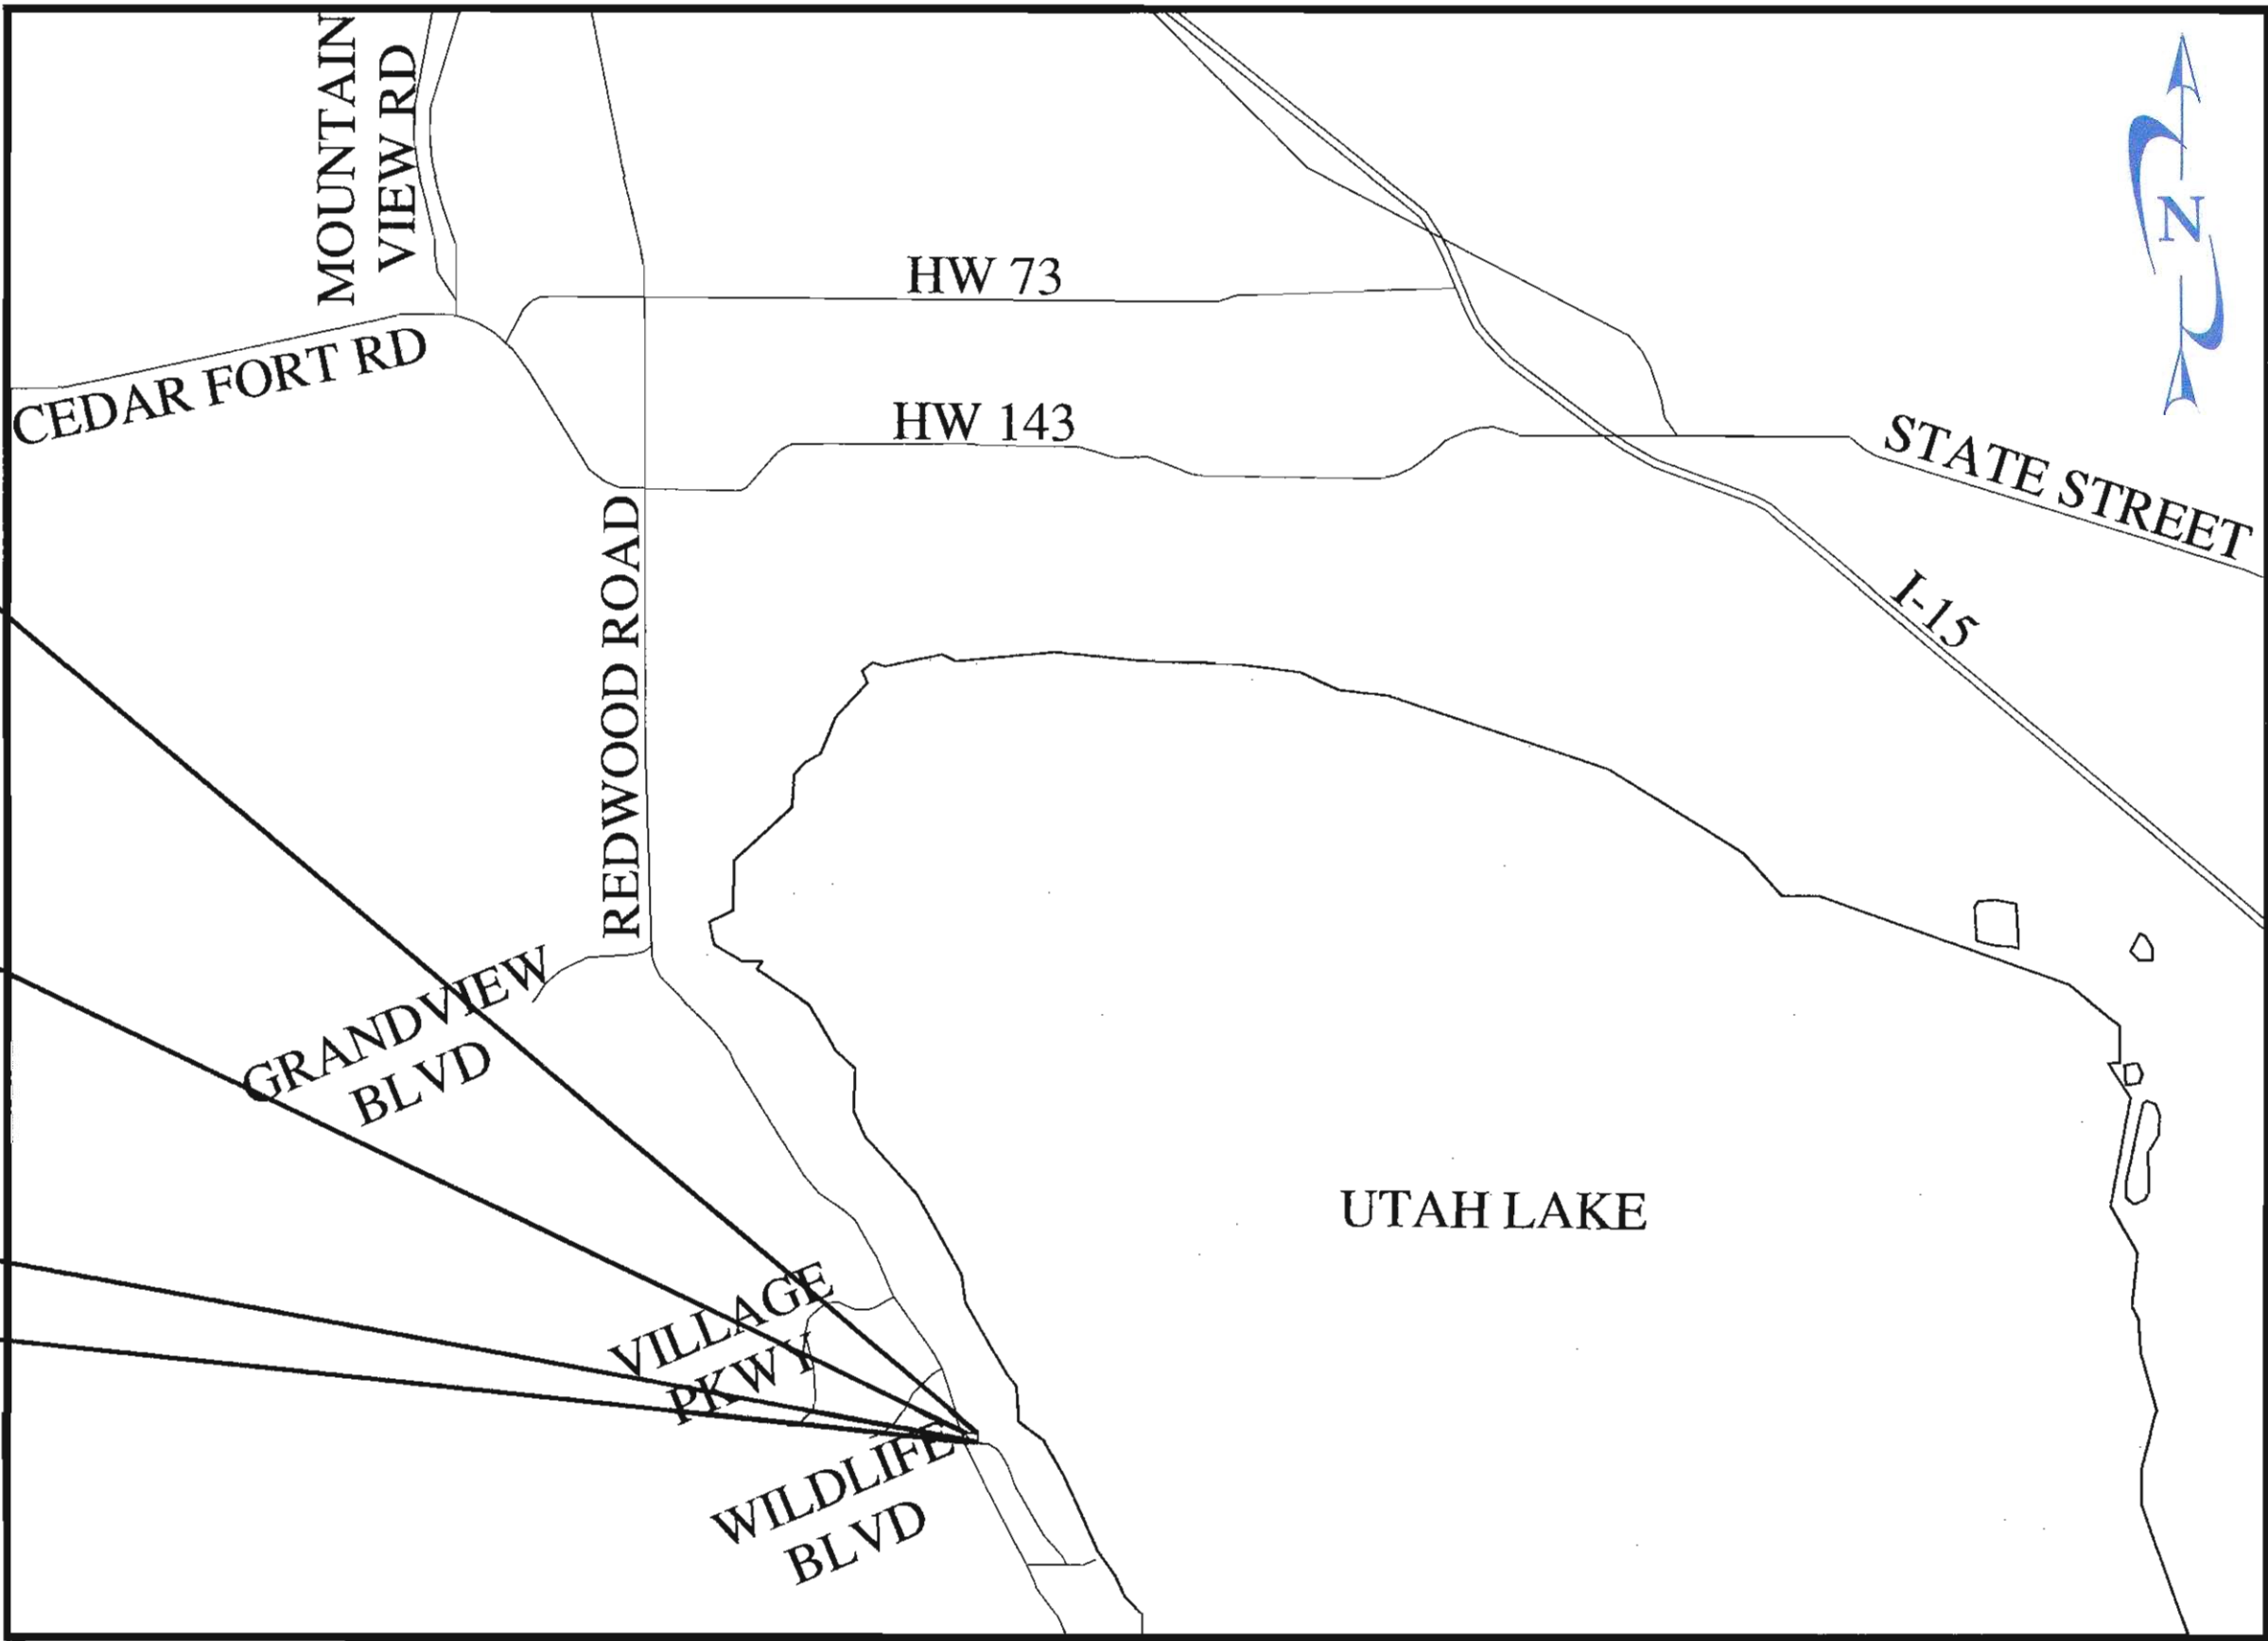 MOUNTAIN
VIEW RD
N
HW 73
CEDAR FORT RD
HW 143
STATE STREET
I-15
REDWOOD ROAD
GRANDVIEW
BLVD
UTAH LAKE
VILLAGE
PKWY
WILDLIFE
BLVD